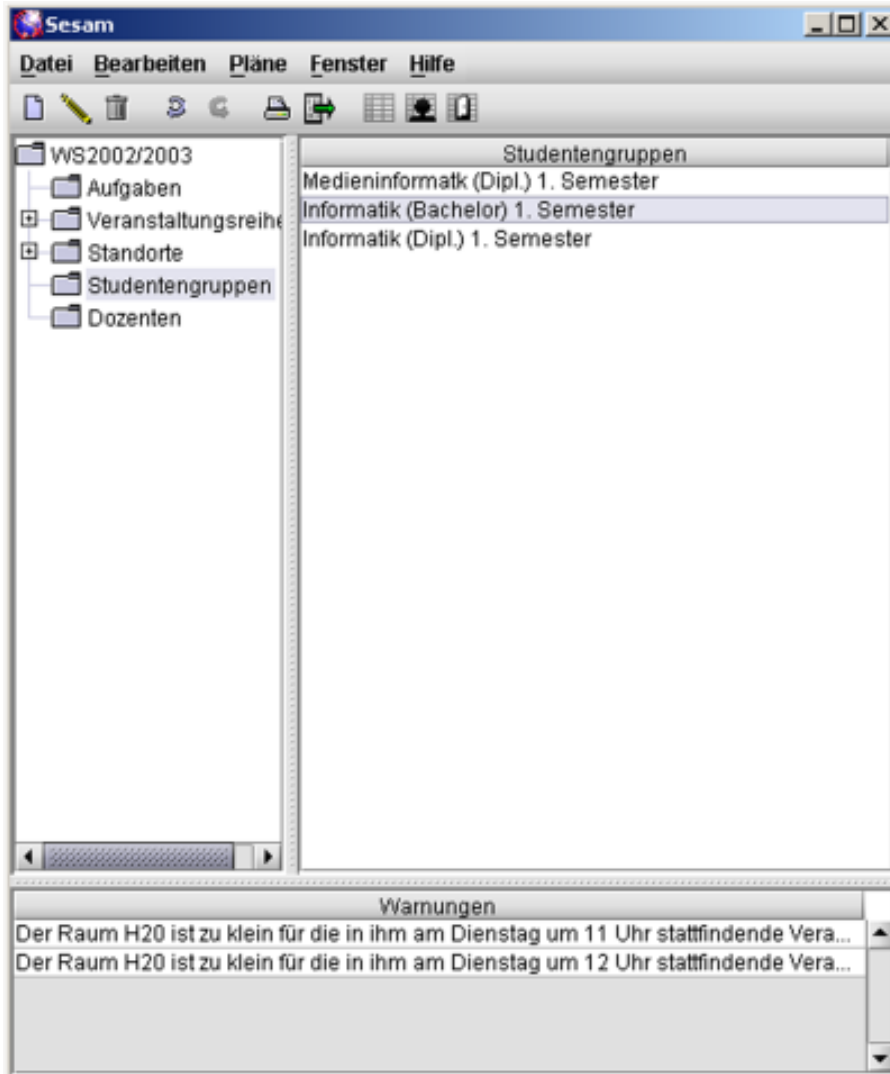 Sesam
Datei Bearbeiten Pläne Fenster Hilfe
WS2002/2003
Aufgaben
Veranstaltungsreihe
Standorte
Studentengruppen
Dozenten
Studentengruppen
Medieninformatk (Dipl.) 1. Semester
Informatik (Bachelor) 1. Semester
Informatik (Dipl.) 1. Semester
Warnungen
Der Raum H20 ist zu klein für die in ihm am Dienstag um 11 Uhr stattfindende Vera...
Der Raum H20 ist zu klein für die in ihm am Dienstag um 12 Uhr stattfindende Vera...